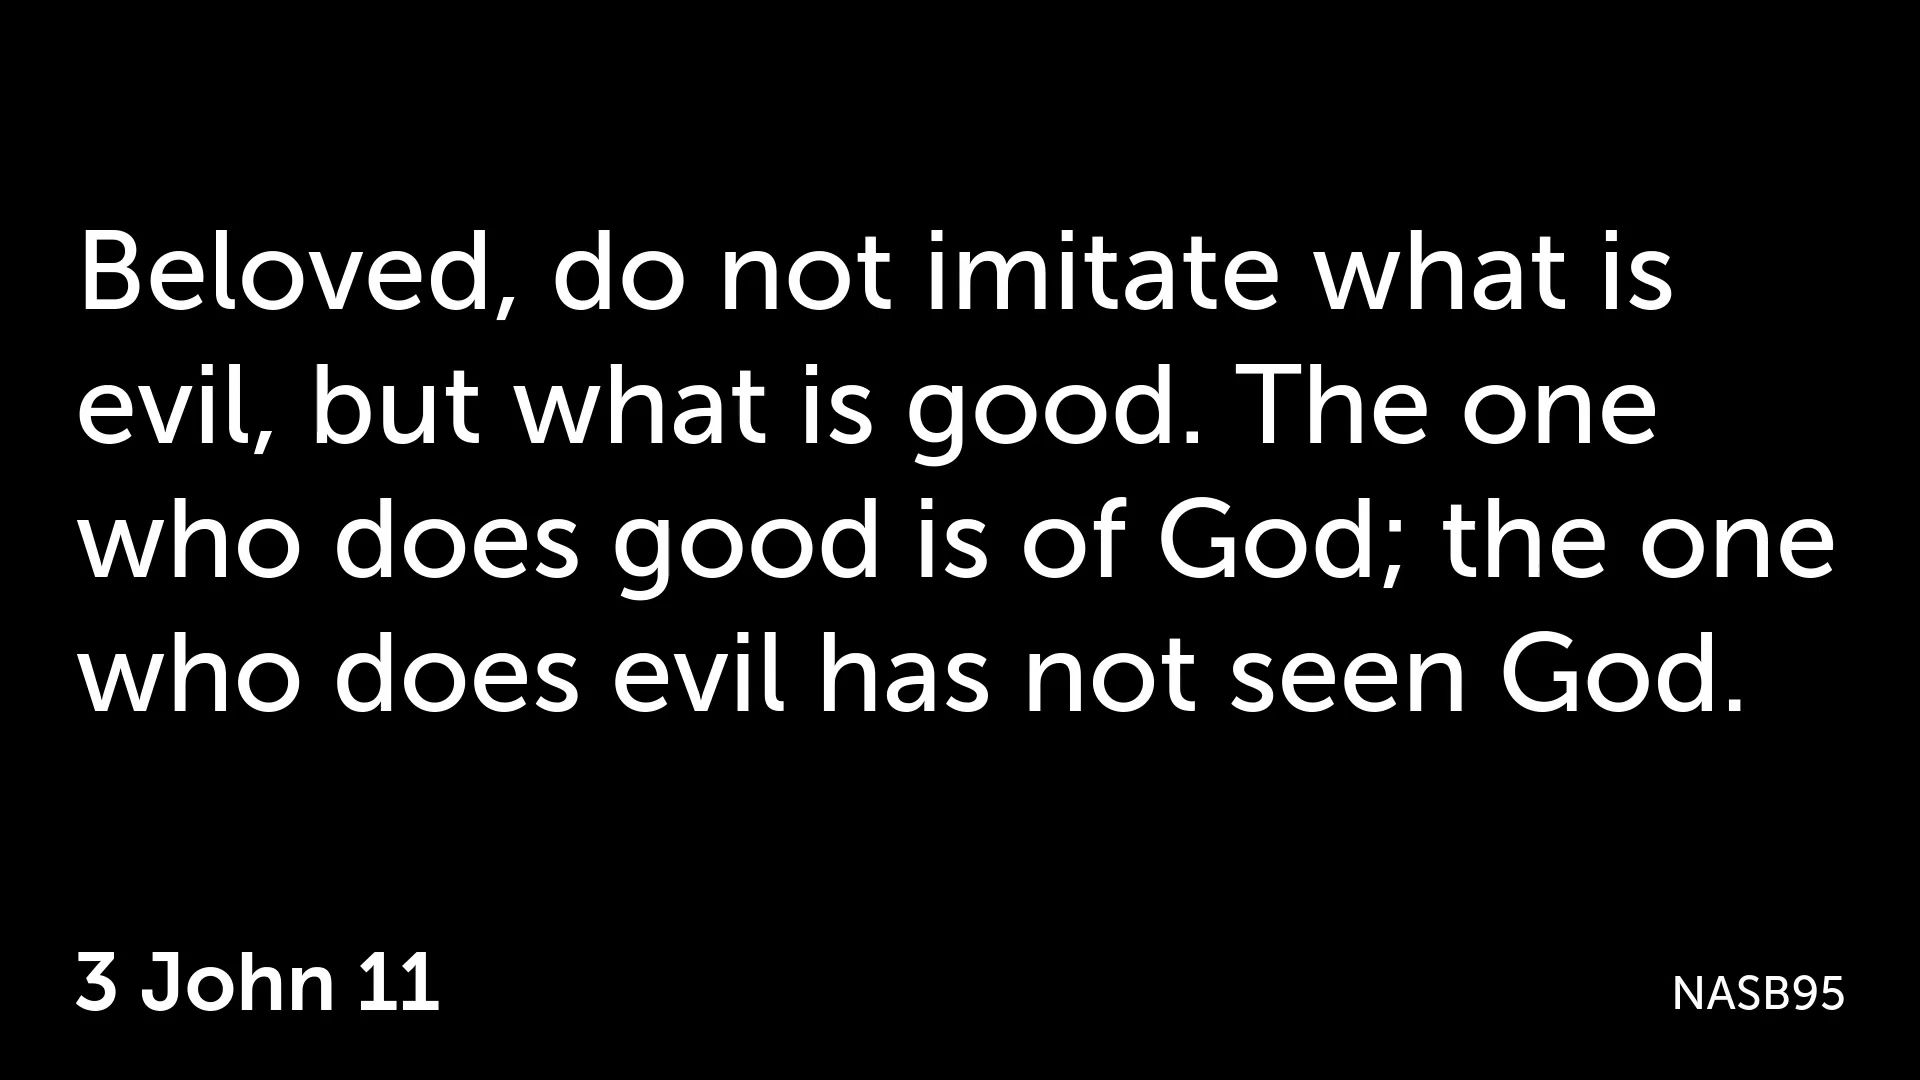 Beloved, do not imitate what is
evil, but what is good. The one
who does good is of God; the one
who does evil has not seen God.
3 John 11
NASB95